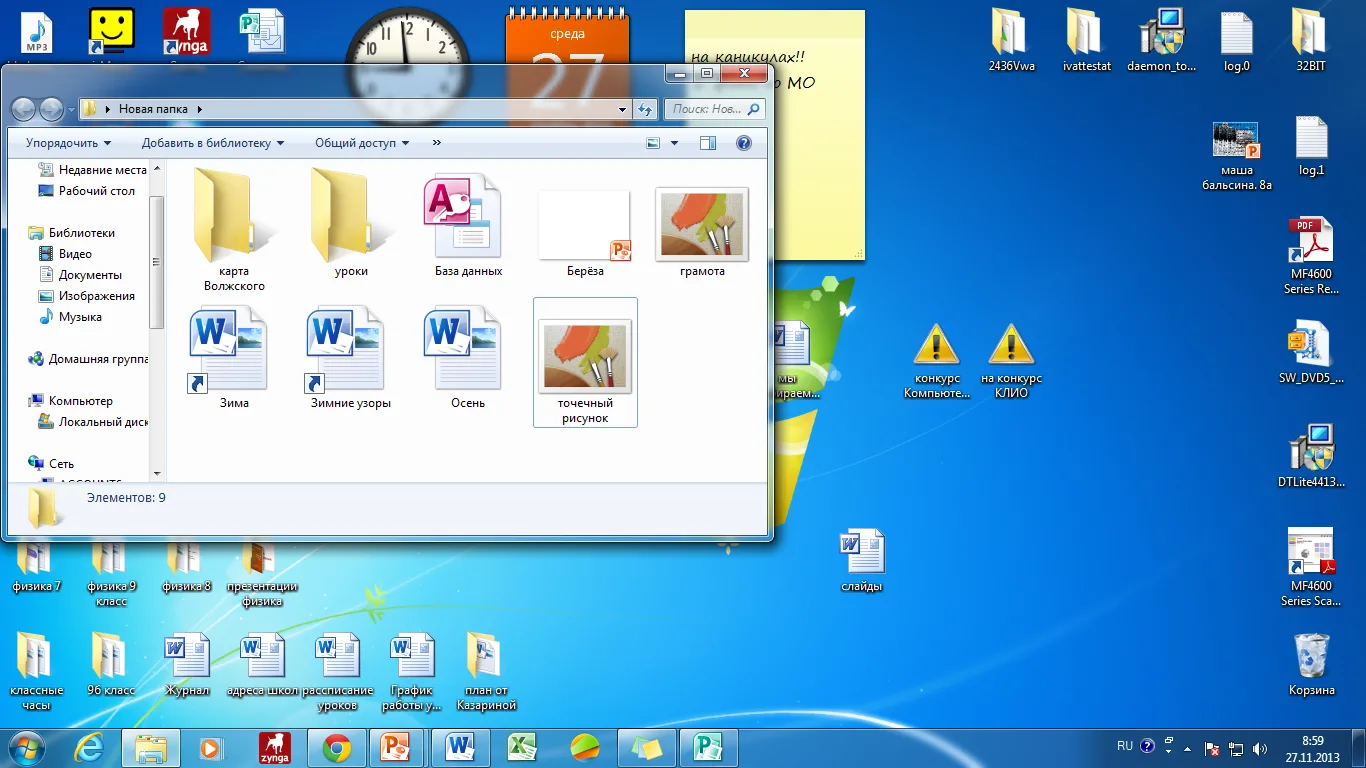 MP3
zynga
среда
27
на каникулах!!
МО
2436Vwa
ivattestat
daemon_to...
log.0
32BIT
Новая папка
Поиск: Нов...
Упорядочить
Добавить в библиотеку
Общий доступ
»
Недавние места
Рабочий стол
Библиотеки
Видео
Документы
Изображения
Музыка
Домашняя группа
Компьютер
Локальный диск
Сеть
карта
Волжского
уроки
База данных
Берёза
грамота
Зима
Зимние узоры
Осень
точечный
рисунок
Элементов: 9
маша
бальсина. 8а
log.1
PDF
MF4600
Series Re...
мы
конкурс
Компьюте...
на конкурс
КЛИО
SW_DVD5_...
DTLite4413...
слайды
MF4600
Series Sca...
физика 7
физика 9
класс
физика 8
презентации
физика
классные
часы
9б класс
Журнал
адреса школ
рассписание
уроков
График
работы у...
план от
Казариной
Корзина
zynga
RU
8:59
27.11.2013